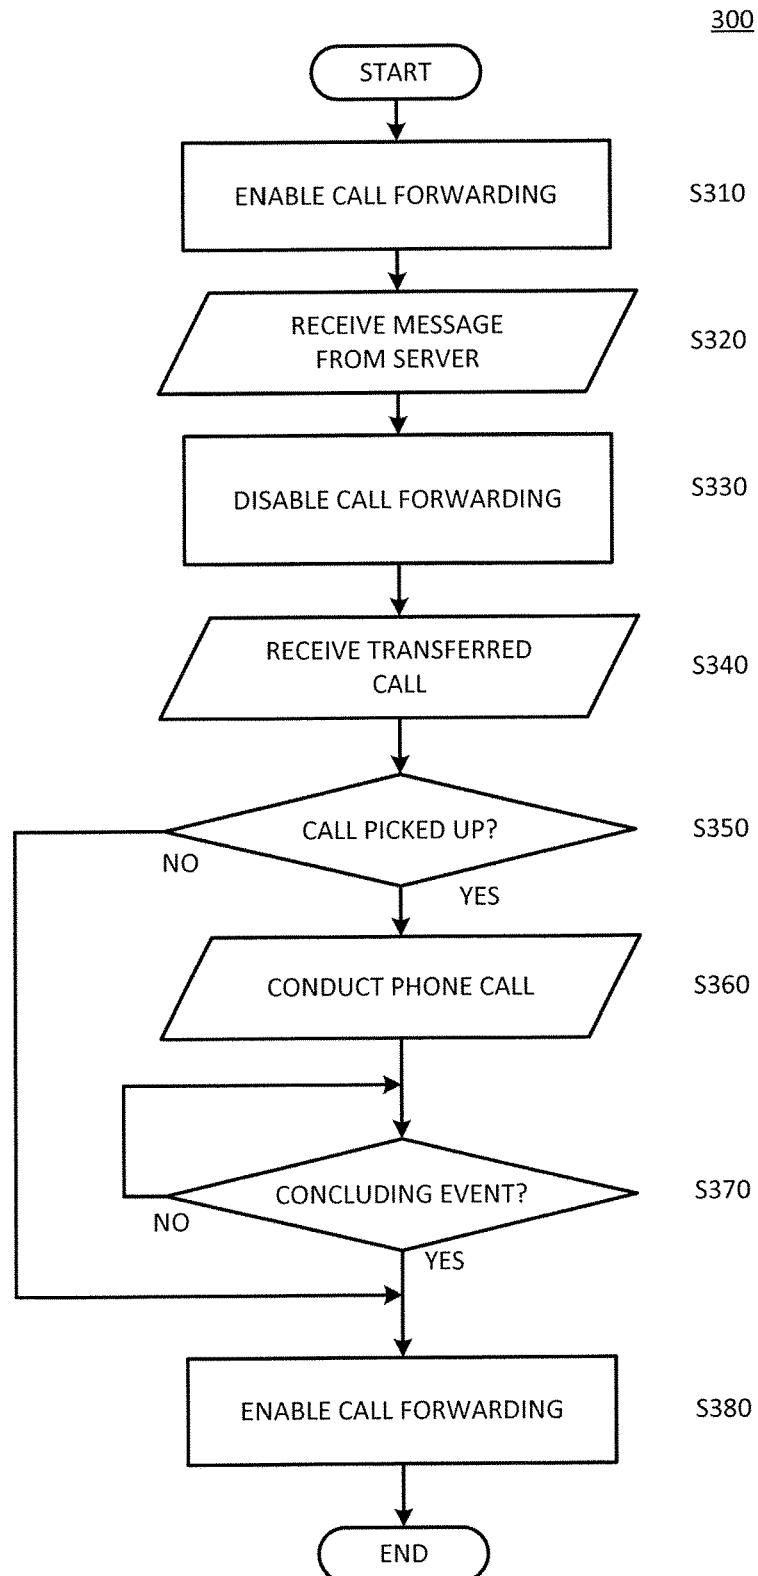 300
START
ENABLE CALL FORWARDING
S310
RECEIVE MESSAGE
FROM SERVER
S320
DISABLE CALL FORWARDING
S330
RECEIVE TRANSFERRED
CALL
S340
CALL PICKED UP?
S350
NO
YES
CONDUCT PHONE CALL
S360
CONCLUDING EVENT?
S370
NO
YES
ENABLE CALL FORWARDING
S380
END